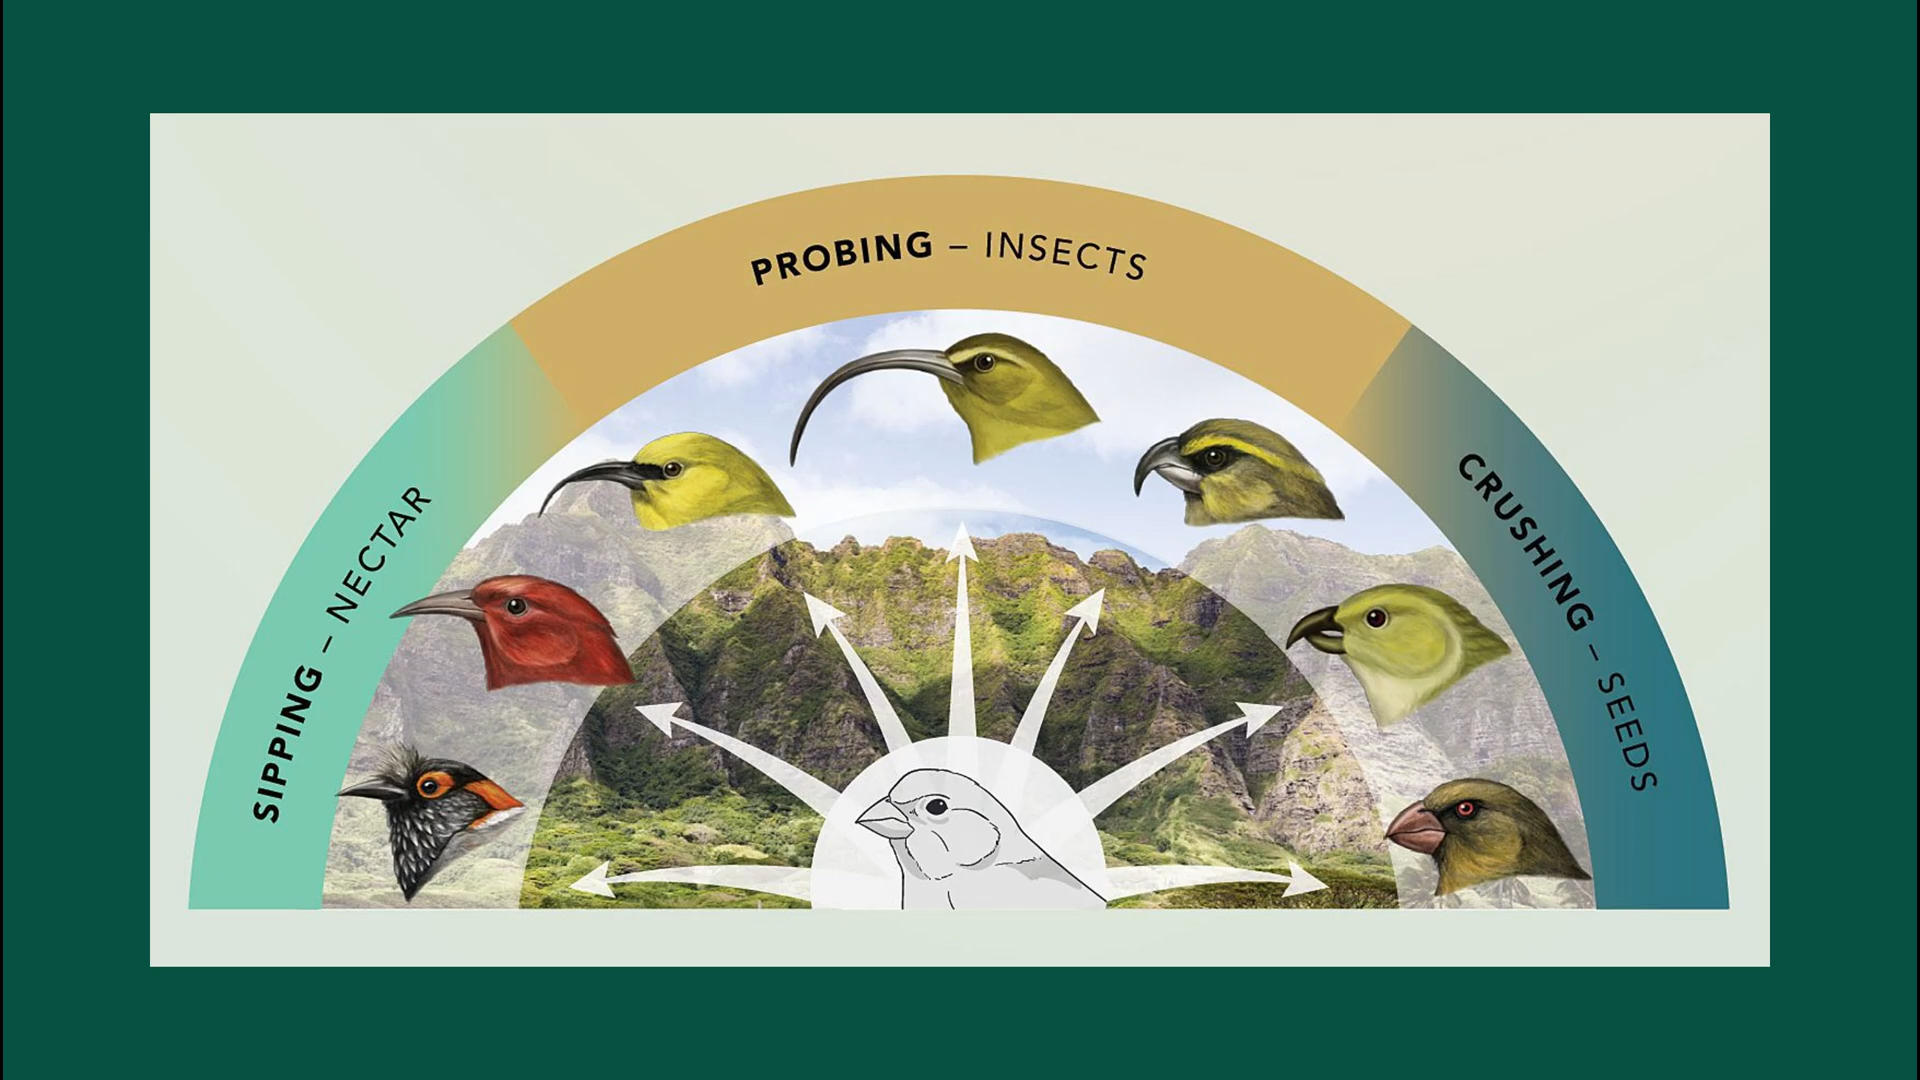 SIPPING – NECTAR
PROBING – INSECTS
CRUSHING – SEEDS